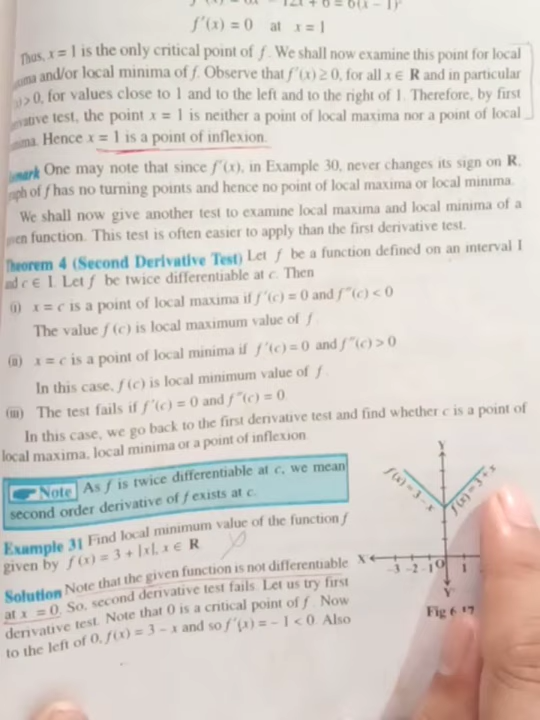 12x + 6 = 6(x – 1)²
f′(x) = 0 at x = 1
Thus, x = 1 is the only critical point of f. We shall now examine this point for local
and/or local minima of f. Observe that f′(x) ≥ 0, for all x ∈ R and in particular
> 0, for values close to 1 and to the left and to the right of 1. Therefore, by first
test, the point x = 1 is neither a point of local maxima nor a point of local
Hence x = 1 is a point of inflexion.
One may note that since f′(x), in Example 30, never changes its sign on R,
of f has no turning points and hence no point of local maxima or local minima.
We shall now give another test to examine local maxima and local minima of a
function. This test is often easier to apply than the first derivative test.
Theorem 4 (Second Derivative Test) Let f be a function defined on an interval I
c ∈ I. Let f be twice differentiable at c. Then
(i) x = c is a point of local maxima if f′(c) = 0 and f″(c) < 0
The value f (c) is local maximum value of f.
(ii) x = c is a point of local minima if f′(c) = 0 and f″(c) > 0
In this case, f (c) is local minimum value of f.
(iii) The test fails if f′(c) = 0 and f″(c) = 0.
In this case, we go back to the first derivative test and find whether c is a point of
local maxima, local minima or a point of inflexion.
Note As f is twice differentiable at c, we mean
second order derivative of f exists at c.
Example 31 Find local minimum value of the function f
given by f (x) = 3 + |x|, x ∈ R.
Solution Note that the given function is not differentiable
at x = 0. So, second derivative test fails. Let us try first
derivative test. Note that 0 is a critical point of f. Now
to the left of 0, f(x) = 3 – x and so f′(x) = – 1 < 0. Also
Y
f(x) = 3 – x
f(x) = 3 + x
X
-3 -2 -1 O 1
Y′
Fig 6.17